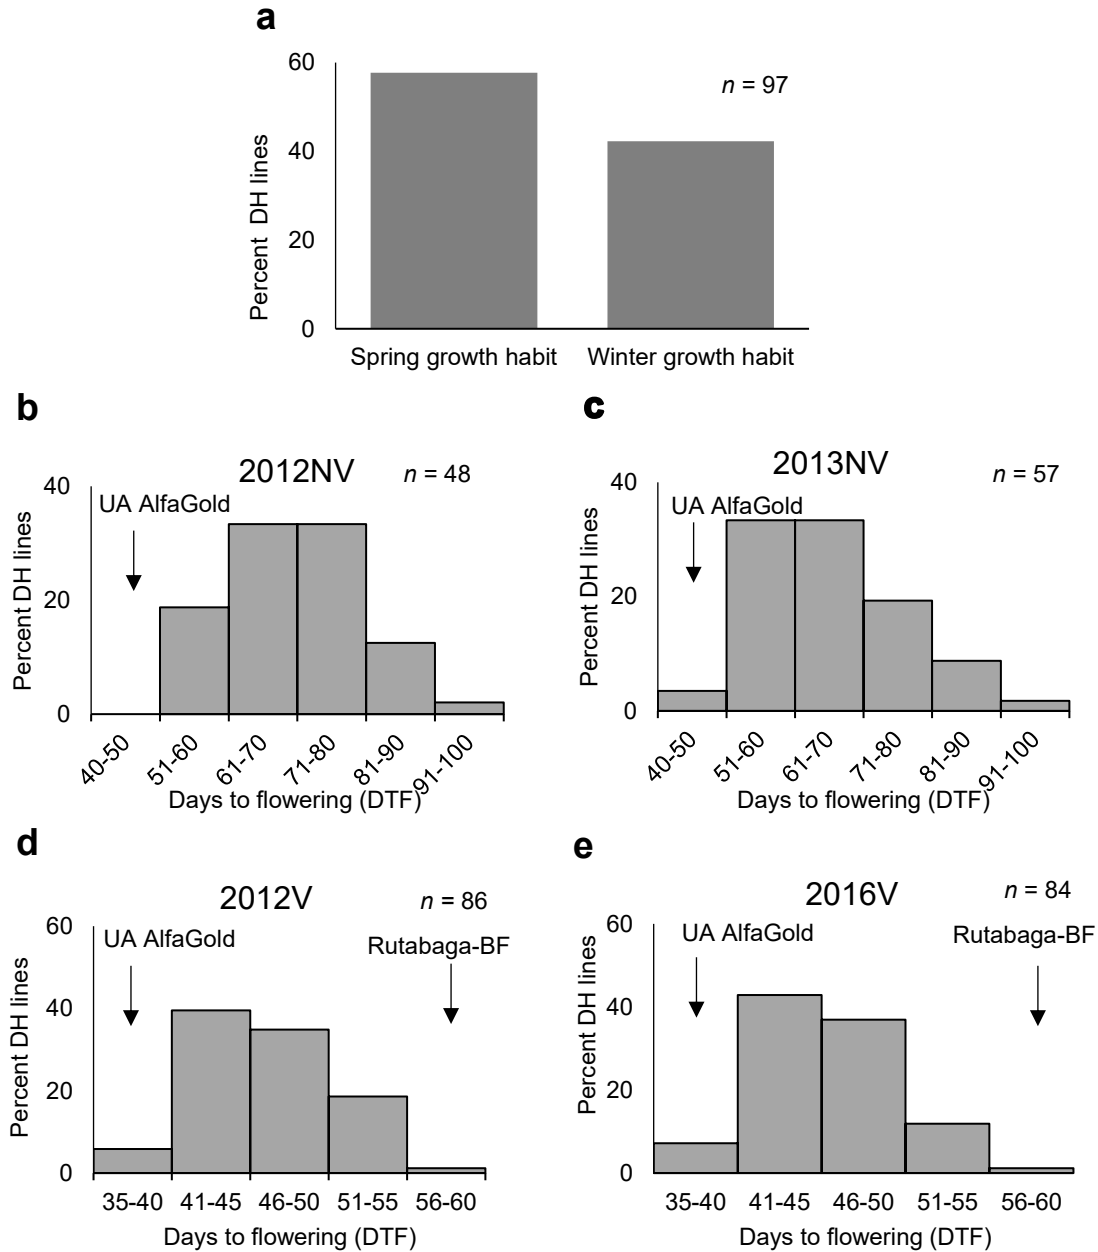 a
60
n = 97
40
20
0
Percent DH lines
Spring growth habit
Winter growth habit
b
2012NV
n = 48
40
UA AlfaGold
20
0
Percent DH lines
40-50
51-60
61-70
71-80
81-90
91-100
Days to flowering (DTF)
c
2013NV
n = 57
40
UA AlfaGold
20
0
Percent DH lines
40-50
51-60
61-70
71-80
81-90
91-100
Days to flowering (DTF)
d
2012V
n = 86
60
UA AlfaGold
Rutabaga-BF
40
20
0
Percent DH lines
35-40
41-45
46-50
51-55
56-60
Days to flowering (DTF)
e
2016V
n = 84
60
UA AlfaGold
Rutabaga-BF
40
20
0
Percent DH lines
35-40
41-45
46-50
51-55
56-60
Days to flowering (DTF)